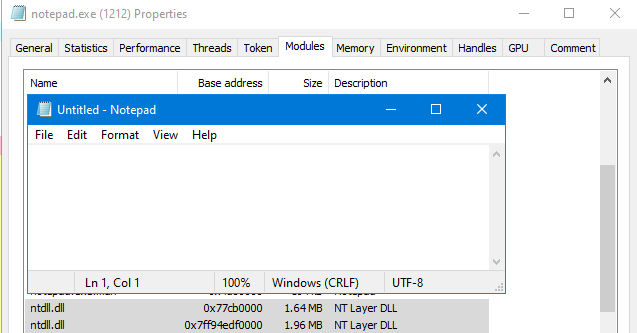 notepad.exe (1212) Properties
General Statistics Performance Threads Token Modules Memory Environment Handles GPU Comment
Name Base address Size Description
Untitled - Notepad
File Edit Format View Help
Ln 1, Col 1 100% Windows (CRLF) UTF-8
ntdll.dll 0x77cb0000 1.64 MB NT Layer DLL
ntdll.dll 0x7ff94edf0000 1.96 MB NT Layer DLL